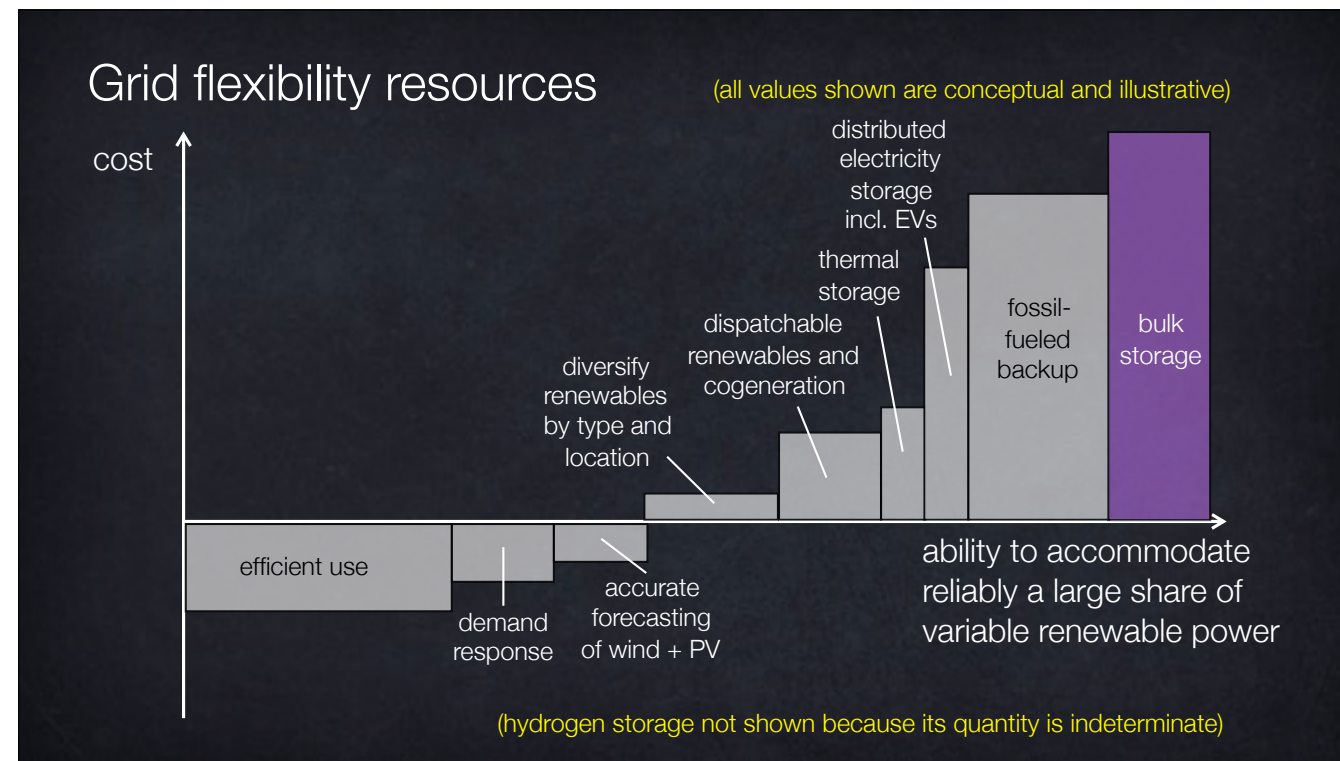 Grid flexibility resources
(all values shown are conceptual and illustrative)
cost
distributed
electricity
storage
incl. EVs
thermal
storage
dispatchable
renewables and
cogeneration
diversify
renewables
by type and
location
fossil-
fueled
backup
bulk
storage
efficient use
demand
response
accurate
forecasting
of wind + PV
ability to accommodate
reliably a large share of
variable renewable power
(hydrogen storage not shown because its quantity is indeterminate)